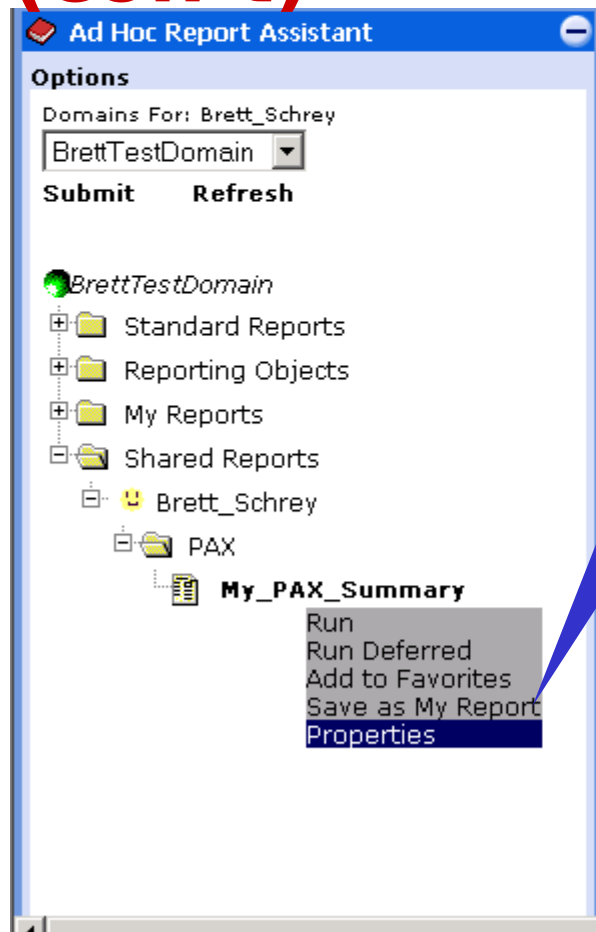 (con't)
Ad Hoc Report Assistant
Options
Domains For: Brett_Schrey
BrettTestDomain
Submit Refresh
BrettTestDomain
Standard Reports
Reporting Objects
My Reports
Shared Reports
Brett_Schrey
PAX
My_PAX_Summary
Run
Run Deferred
Add to Favorites
Save as My Report
Properties